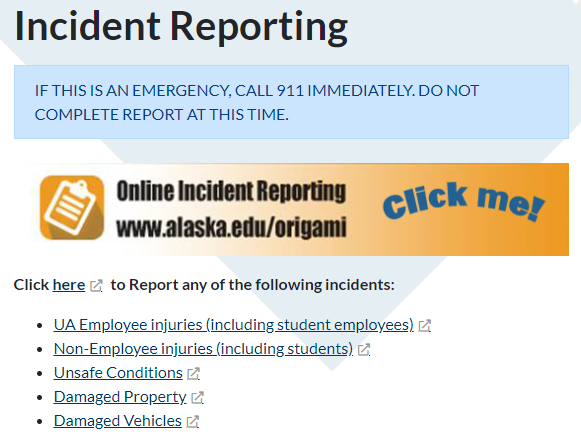 Incident Reporting
IF THIS IS AN EMERGENCY, CALL 911 IMMEDIATELY. DO NOT
COMPLETE REPORT AT THIS TIME.
Online Incident Reporting
www.alaska.edu/origami
Click me!
Click here to Report any of the following incidents:
• UA Employee injuries (including student employees)
• Non-Employee injuries (including students)
• Unsafe Conditions
• Damaged Property
• Damaged Vehicles